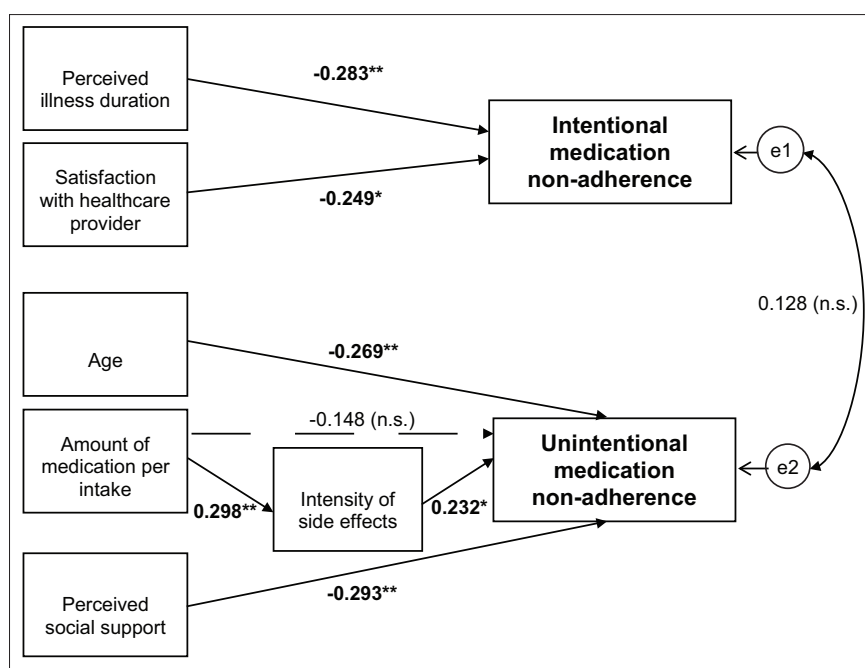 Perceived
illness duration
-0.283**
Intentional
medication
non-adherence
e1
Satisfaction
with healthcare
provider
-0.249*
0.128 (n.s.)
Age
-0.269**
Amount of
medication per
intake
-0.148 (n.s.)
Unintentional
medication
non-adherence
e2
0.298**
Intensity of
side effects
0.232*
Perceived
social support
-0.293**